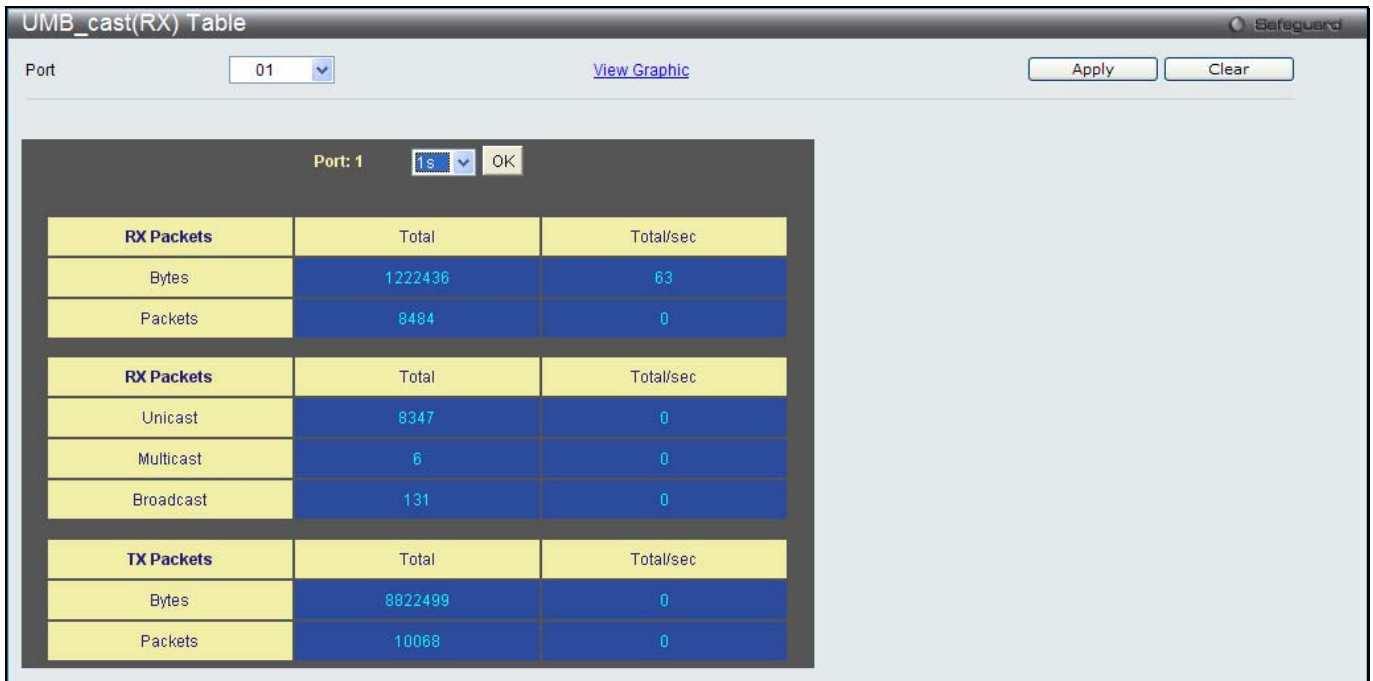 UMB_cast(RX) Table Safeguard
Port 01 View Graphic Apply Clear
Port: 1 1s OK
RX Packets Total Total/sec
Bytes 1222436 63
Packets 8484 0
RX Packets Total Total/sec
Unicast 8347 0
Multicast 6 0
Broadcast 131 0
TX Packets Total Total/sec
Bytes 8822499 0
Packets 10068 0